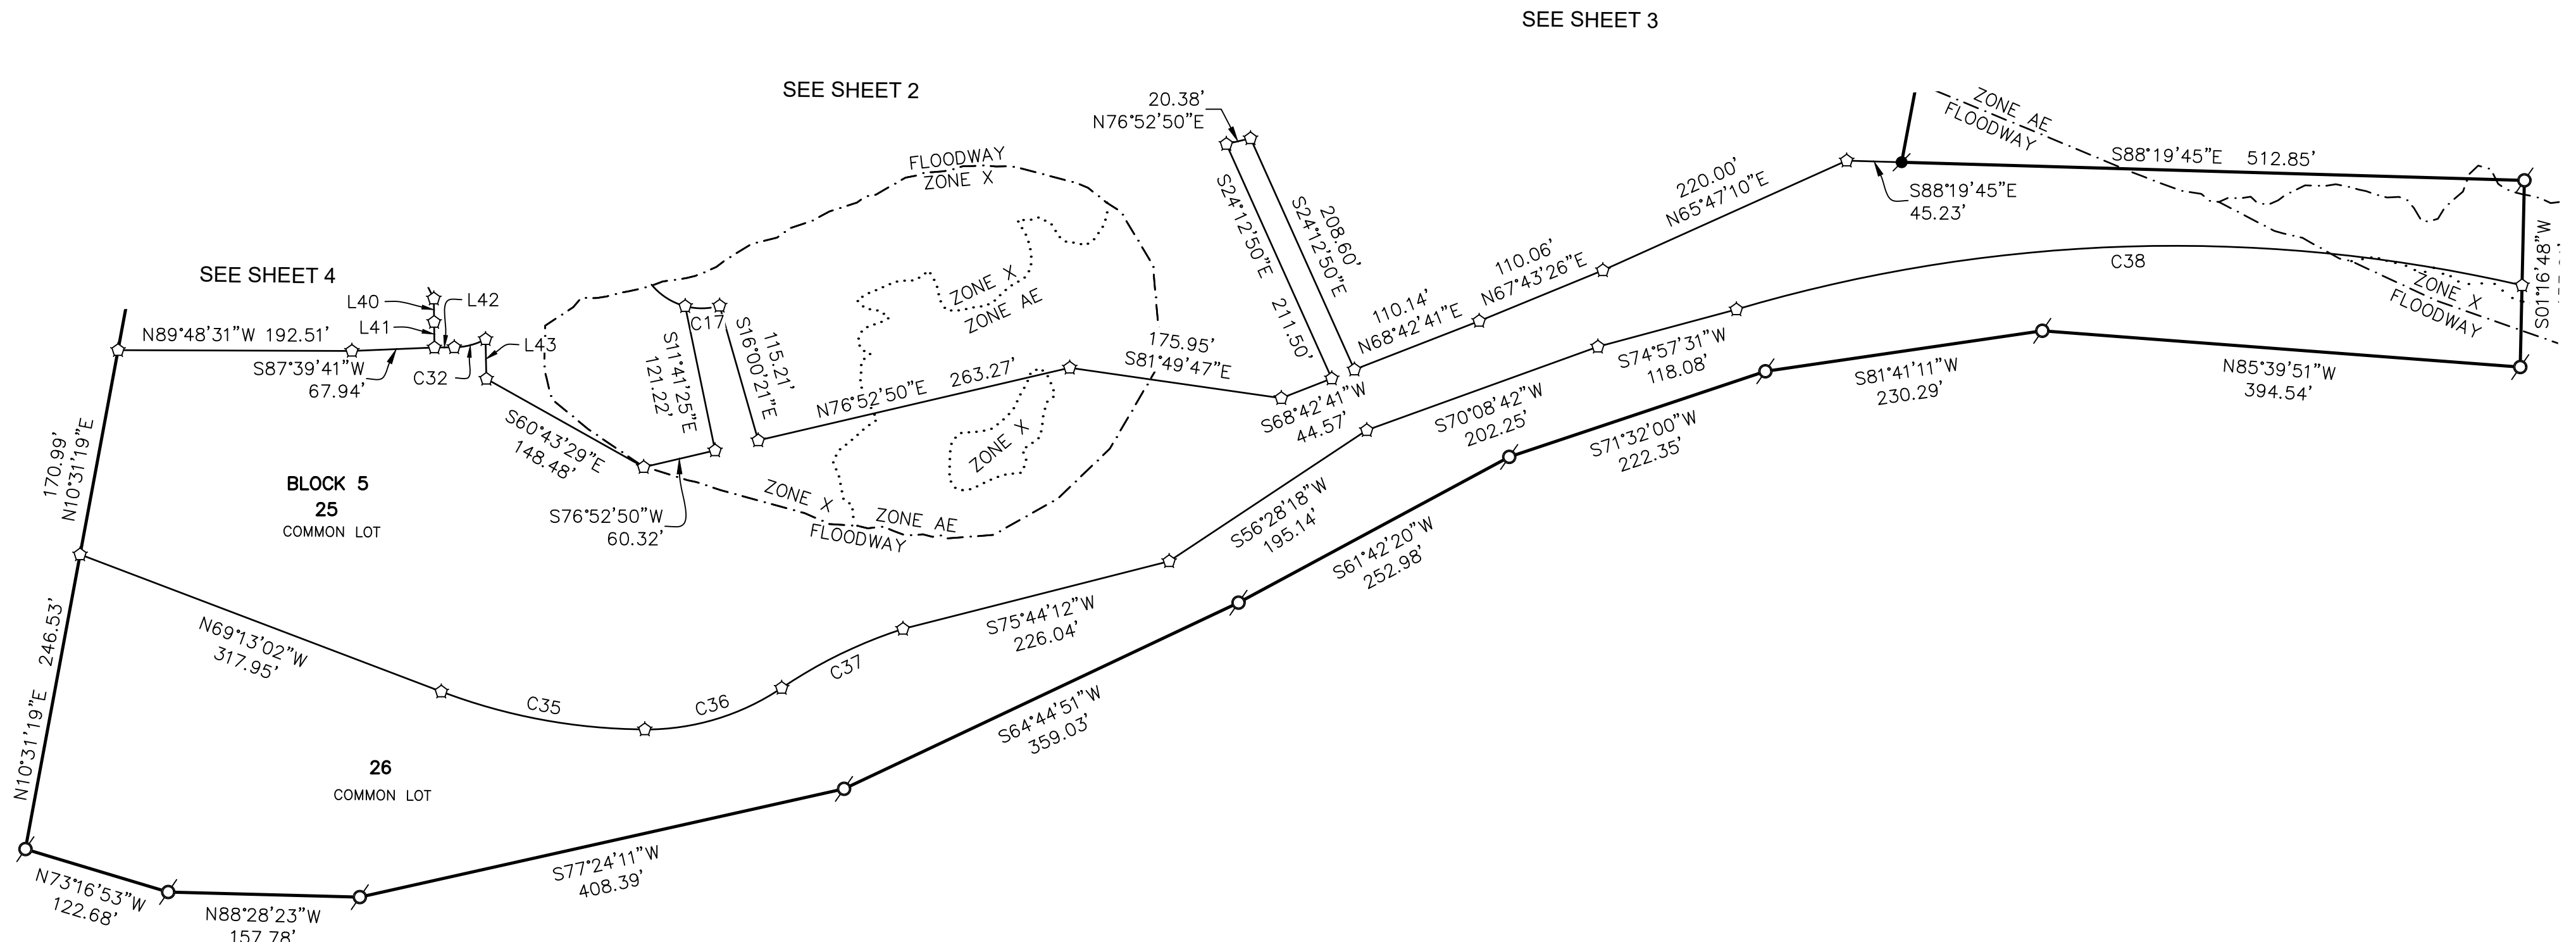 SEE SHEET 3
SEE SHEET 2
SEE SHEET 4
20.38’
N76°52’50”E
FLOODWAY
ZONE X
ZONE X
ZONE AE
ZONE X
ZONE X
FLOODWAY
ZONE AE
ZONE AE
FLOODWAY
ZONE X
FLOODWAY
S88°19’45”E 512.85’
S88°19’45”E
45.23’
S01°16’48”W
220.00’
N65°47’10”E
110.06’
N67°43’26”E
110.14’
N68°42’41”E
208.60’
S24°12’50”E
S24°12’50”E 211.50’
L40
L42
L41
L43
C32
N89°48’31”W 192.51’
S87°39’41”W
67.94’
C17
S11°41’25”E
121.22’
115.21’
S16°00’21”E
N76°52’50”E 263.27’
175.95’
S81°49’47”E
S68°42’41”W
44.57’
S60°43’29”E
148.48’
S76°52’50”W
60.32’
170.99’
N10°31’19”E
BLOCK 5
25
COMMON LOT
N10°31’19”E 246.53’
N69°13’02”W
317.95’
C35
C36
C37
C38
S75°44’12”W
226.04’
S56°28’18”W
195.14’
S70°08’42”W
202.25’
S74°57’31”W
118.08’
N85°39’51”W
394.54’
S81°41’11”W
230.29’
S71°32’00”W
222.35’
S61°42’20”W
252.98’
S64°44’51”W
359.03’
26
COMMON LOT
S77°24’11”W
408.39’
N73°16’53”W
122.68’
N88°28’23”W
157.78’